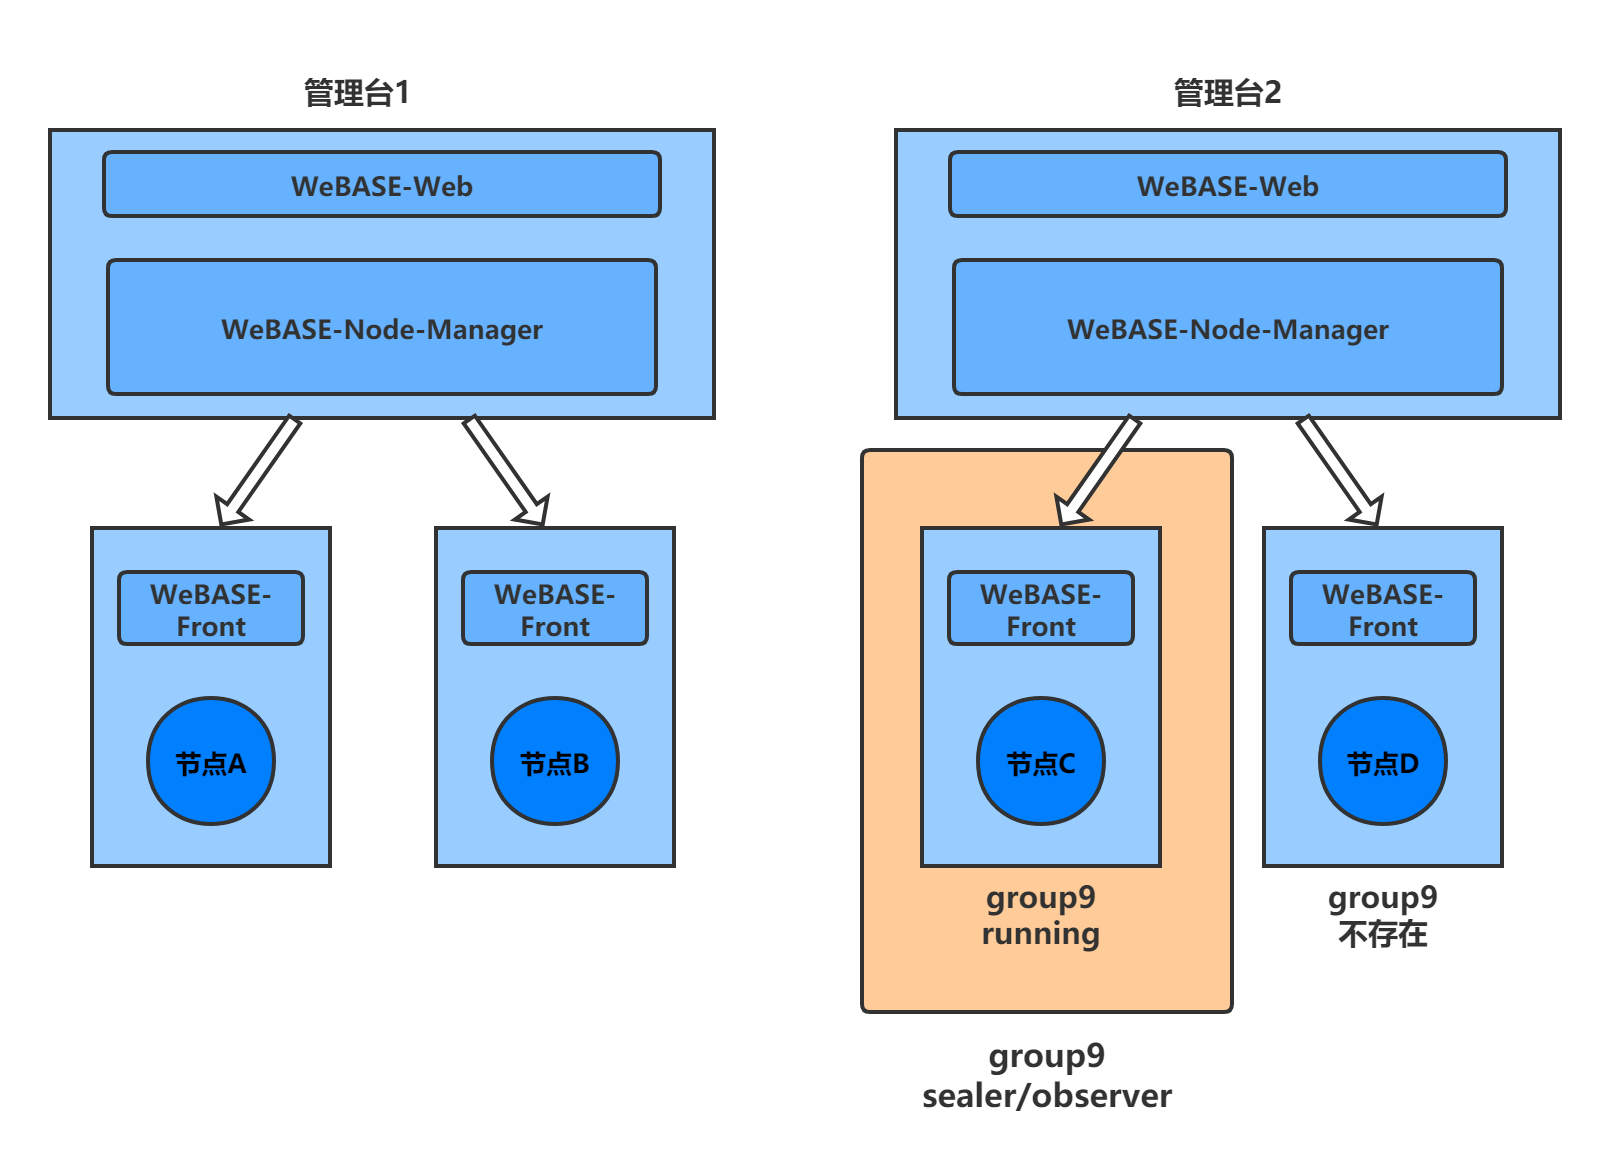 管理台1
WeBASE-Web
WeBASE-Node-Manager
WeBASE-
Front
节点A
WeBASE-
Front
节点B
管理台2
WeBASE-Web
WeBASE-Node-Manager
WeBASE-
Front
节点C
group9
running
WeBASE-
Front
节点D
group9
不存在
group9
sealer/observer